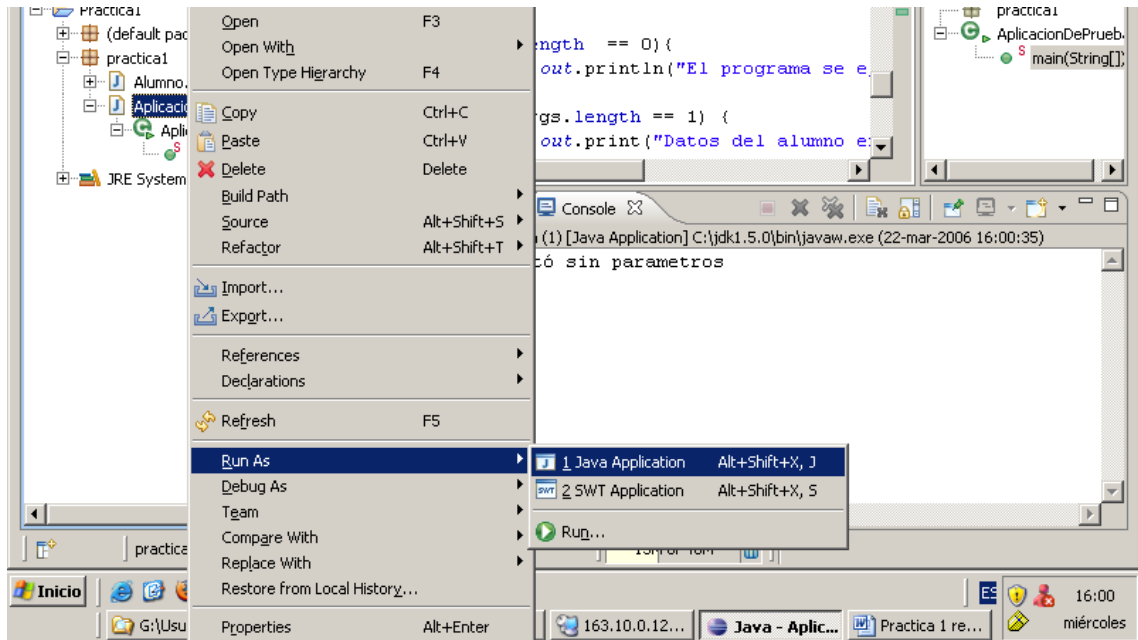 Practica1
(default pac
practica1
Alumno.
Aplicacio
Apli
S
JRE System
Open F3
Open With
Open Type Hierarchy F4
Copy Ctrl+C
Paste Ctrl+V
Delete Delete
Build Path
Source Alt+Shift+S
Refactor Alt+Shift+T
Import...
Export...
References
Declarations
Refresh F5
Run As
Debug As
Team
Compare With
Replace With
Restore from Local History...
Properties Alt+Enter
1 Java Application Alt+Shift+X, J
SWT 2 SWT Application Alt+Shift+X, S
Run...
ength == 0){
out.println("El programa se e
gs.length == 1) {
out.print("Datos del alumno e
practica1
AplicacionDePrueb
S main(String[])
Console
(1) [Java Application] C:\jdk1.5.0\bin\javaw.exe (22-mar-2006 16:00:35)
tó sin parametros
practica
Inicio
ES
16:00
G:\Usu
163.10.0.12...
Java - Aplic...
Practica 1 re...
miércoles